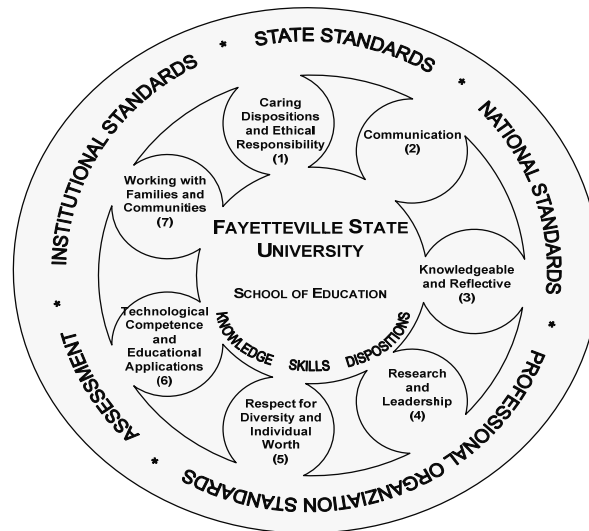 STATE STANDARDS
*
NATIONAL STANDARDS
*
PROFESSIONAL ORGANZIATION STANDARDS
*
ASSESSMENT
*
INSTITUTIONAL STANDARDS
*
Caring
Dispositions
and Ethical
Responsibility
(1)
Communication
(2)
Knowledgeable
and Reflective
(3)
Research
and
Leadership
(4)
Respect for
Diversity and
Individual
Worth
(5)
Technological
Competence
and
Educational
Applications
(6)
Working with
Families and
Communities
(7)
FAYETTEVILLE STATE
UNIVERSITY
SCHOOL OF EDUCATION
KNOWLEDGE SKILLS DISPOSITIONS